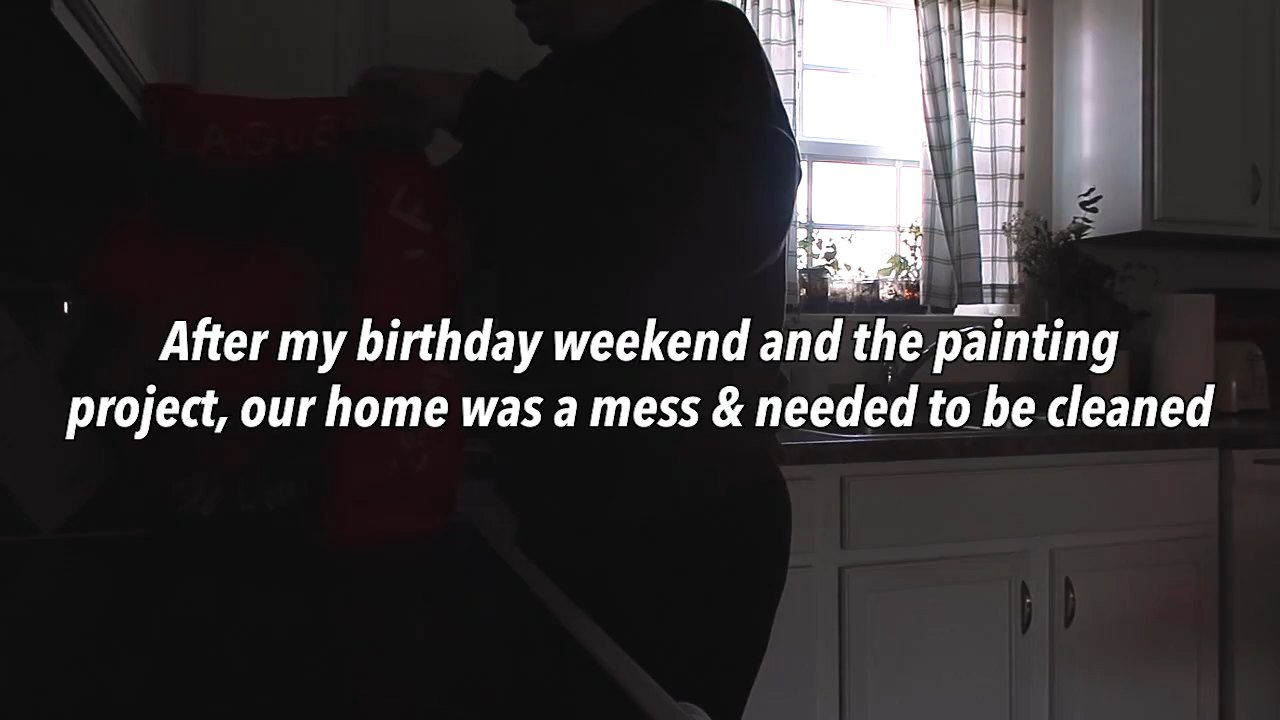 After my birthday weekend and the painting
project, our home was a mess & needed to be cleaned